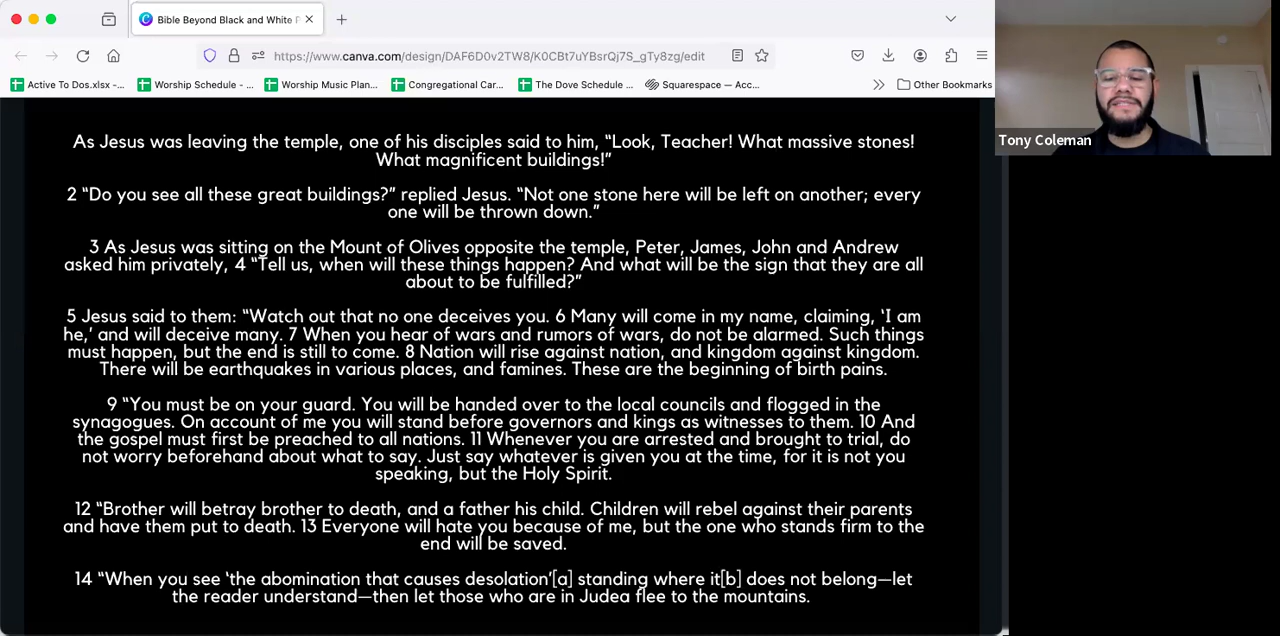 Bible Beyond Black and White P
https://www.canva.com/design/DAF6D0v2TW8/K0CBt7uYBsrQj7S_gTy8zg/edit
Active To Dos.xlsx -...
Worship Schedule - ...
Worship Music Plan...
Congregational Car...
The Dove Schedule ...
Squarespace — Acc...
Other Bookmarks
Tony Coleman
As Jesus was leaving the temple, one of his disciples said to him, “Look, Teacher! What massive stones!
What magnificent buildings!”
2 “Do you see all these great buildings?” replied Jesus. “Not one stone here will be left on another; every
one will be thrown down.”
3 As Jesus was sitting on the Mount of Olives opposite the temple, Peter, James, John and Andrew
asked him privately, 4 “Tell us, when will these things happen? And what will be the sign that they are all
about to be fulfilled?”
5 Jesus said to them: “Watch out that no one deceives you. 6 Many will come in my name, claiming, ‘I am
he,’ and will deceive many. 7 When you hear of wars and rumors of wars, do not be alarmed. Such things
must happen, but the end is still to come. 8 Nation will rise against nation, and kingdom against kingdom.
There will be earthquakes in various places, and famines. These are the beginning of birth pains.
9 “You must be on your guard. You will be handed over to the local councils and flogged in the
synagogues. On account of me you will stand before governors and kings as witnesses to them. 10 And
the gospel must first be preached to all nations. 11 Whenever you are arrested and brought to trial, do
not worry beforehand about what to say. Just say whatever is given you at the time, for it is not you
speaking, but the Holy Spirit.
12 “Brother will betray brother to death, and a father his child. Children will rebel against their parents
and have them put to death. 13 Everyone will hate you because of me, but the one who stands firm to the
end will be saved.
14 “When you see ‘the abomination that causes desolation’[a] standing where it[b] does not belong—let
the reader understand—then let those who are in Judea flee to the mountains.